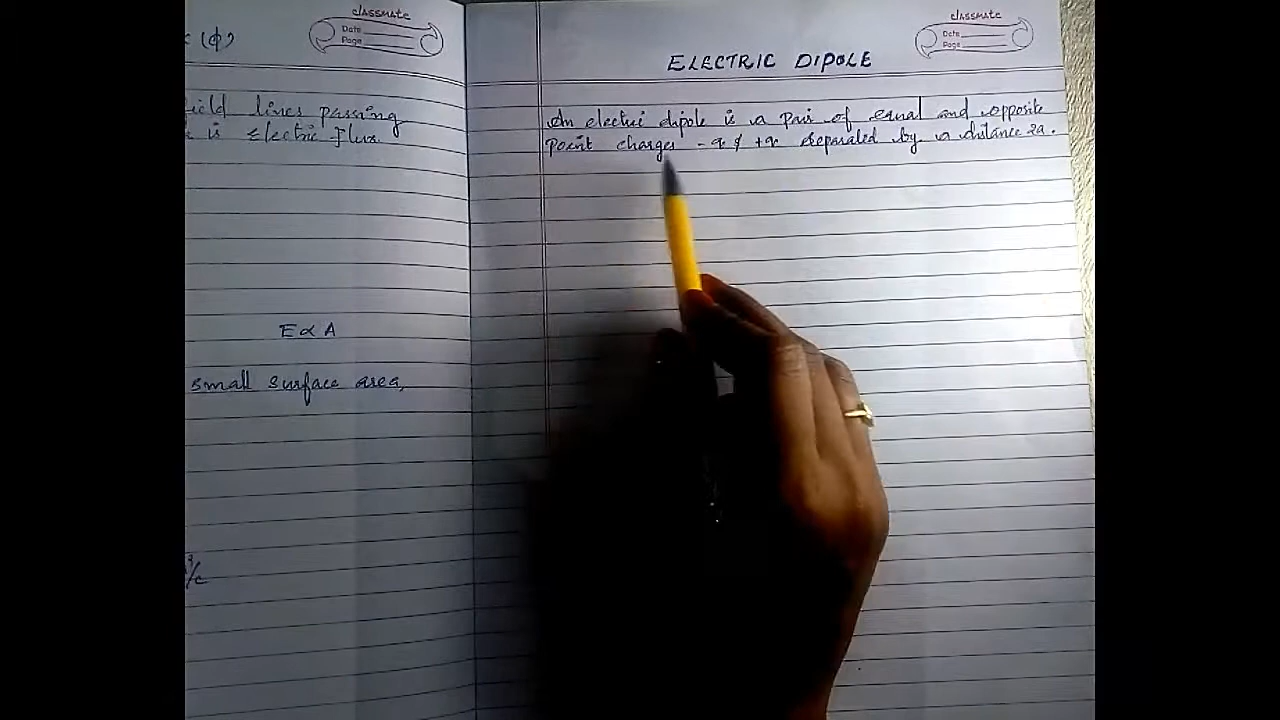 classmate
Date
Page
(φ)
ield lines passing
is Electric Flux.
E∝A
small surface area,
/c
classmate
Date
Page
ELECTRIC DIPOLE
An electric dipole is a pair of equal and opposite
point charges -q & +q separated by a distance 2a.